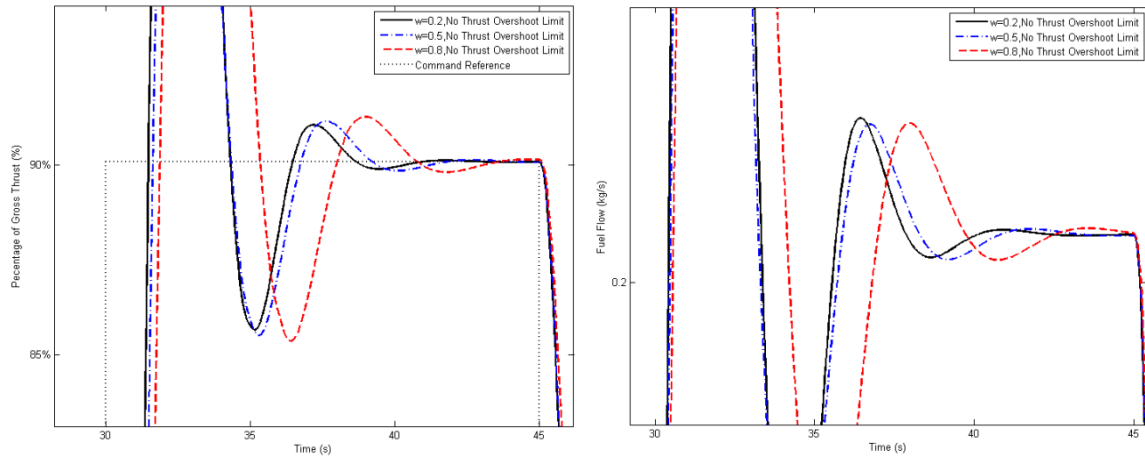 w=0.2,No Thrust Overshoot Limit
w=0.5,No Thrust Overshoot Limit
w=0.8,No Thrust Overshoot Limit
Command Reference
Pecentage of Gross Thrust (%)
90%
85%
30
35
40
45
Time (s)
w=0.2,No Thrust Overshoot Limit
w=0.5,No Thrust Overshoot Limit
w=0.8,No Thrust Overshoot Limit
Fuel Flow (kg/s)
0.2
30
35
40
45
Time (s)